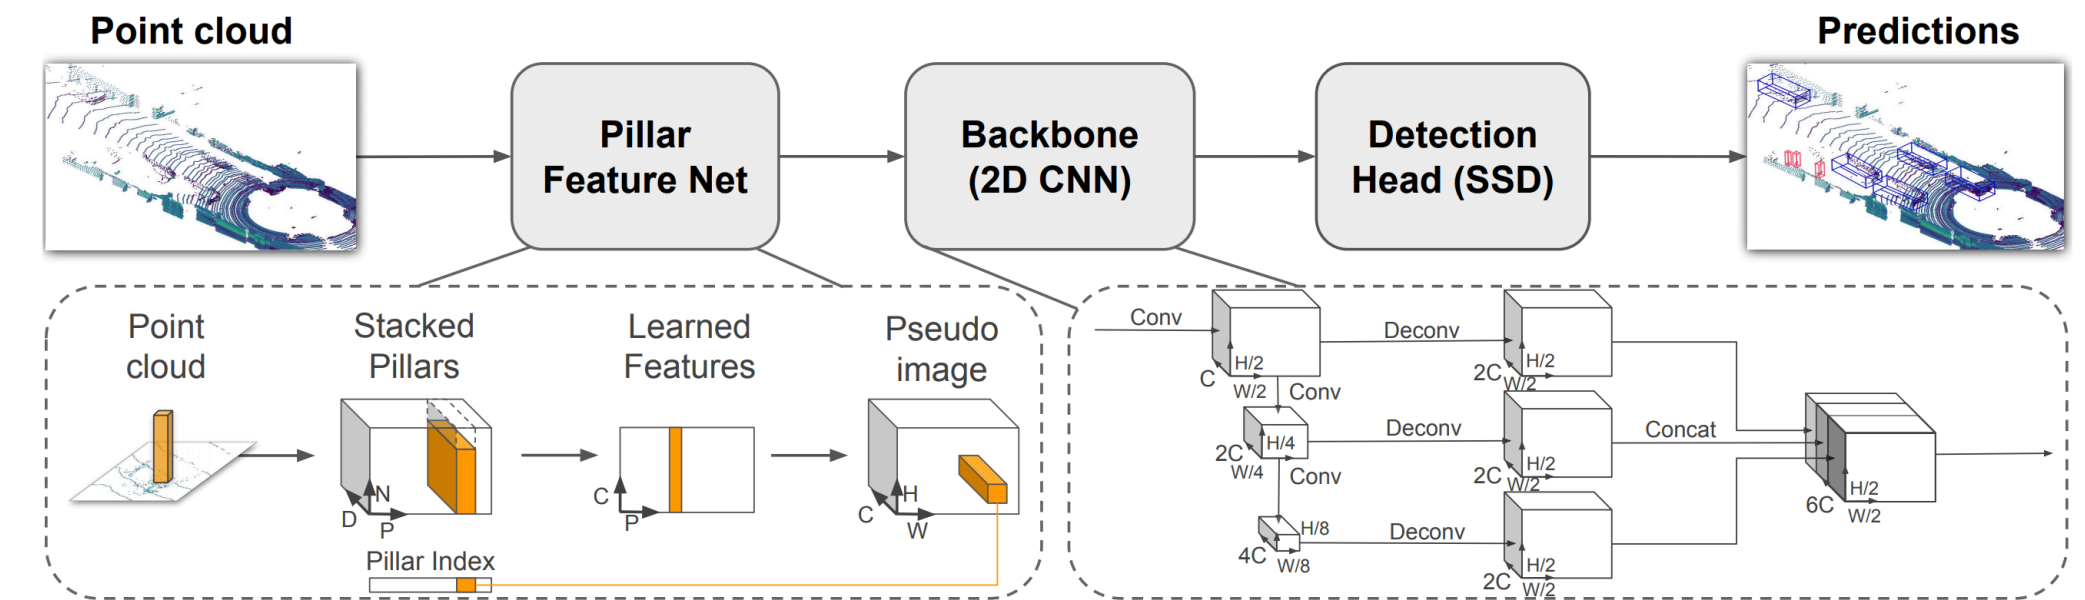 Point cloud
Predictions
Pillar
Feature Net
Backbone
(2D CNN)
Detection
Head (SSD)
Point
cloud
Stacked
Pillars
Learned
Features
Pseudo
image
N
D
P
C
P
H
C
W
Pillar Index
Conv
H/2
C
W/2
Conv
H/4
2C
W/4
Conv
H/8
4C
W/8
Deconv
H/2
2C
W/2
Deconv
H/2
2C
W/2
Deconv
H/2
2C
W/2
Concat
H/2
6C
W/2